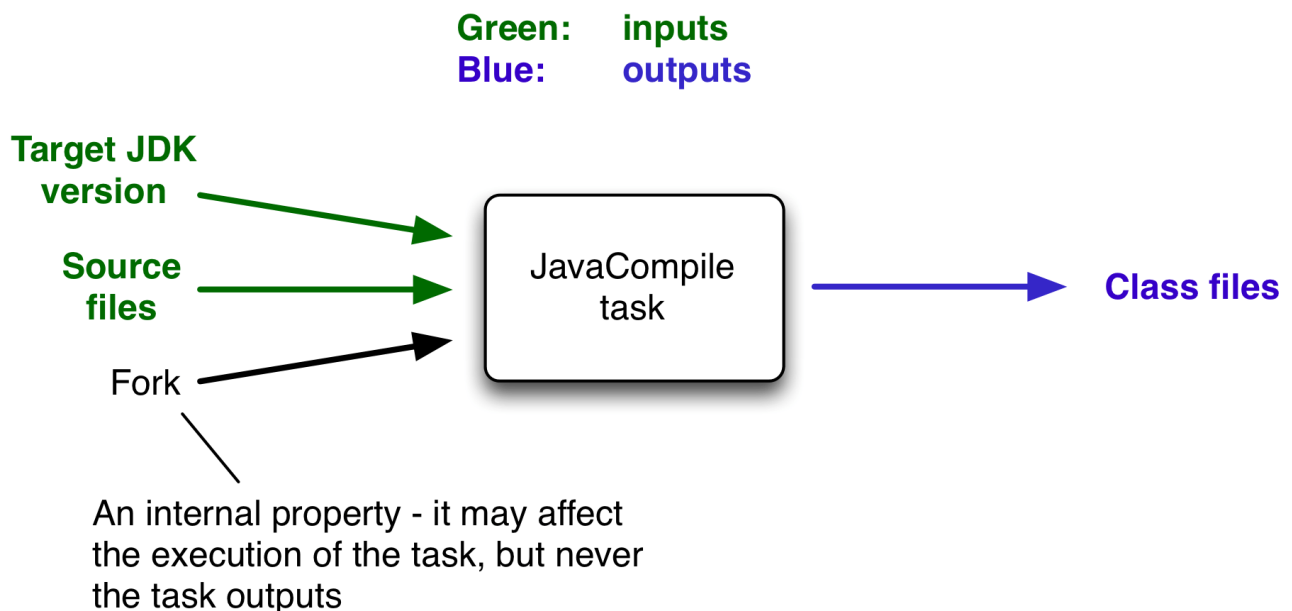 Green: inputs
Blue: outputs
Target JDK
version
Source
files
Fork
JavaCompile
task
Class files
An internal property - it may affect
the execution of the task, but never
the task outputs